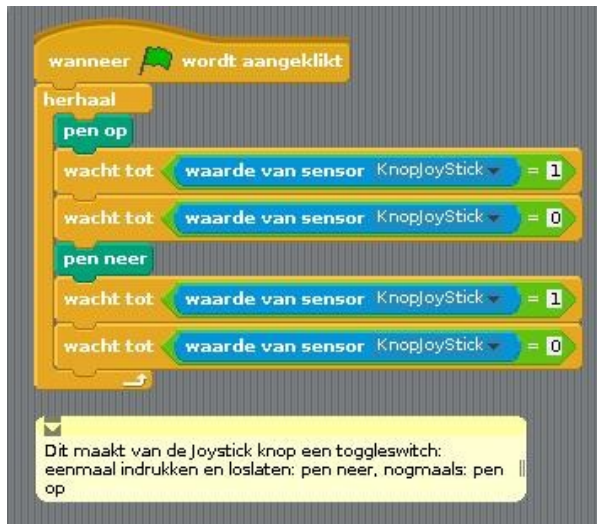 wanneer wordt aangeklikt
herhaal
pen op
wacht tot waarde van sensor KnopJoyStick = 1
wacht tot waarde van sensor KnopJoyStick = 0
pen neer
wacht tot waarde van sensor KnopJoyStick = 1
wacht tot waarde van sensor KnopJoyStick = 0
Dit maakt van de Joystick knop een toggleswitch:
eenmaal indrukken en loslaten: pen neer, nogmaals: pen
op